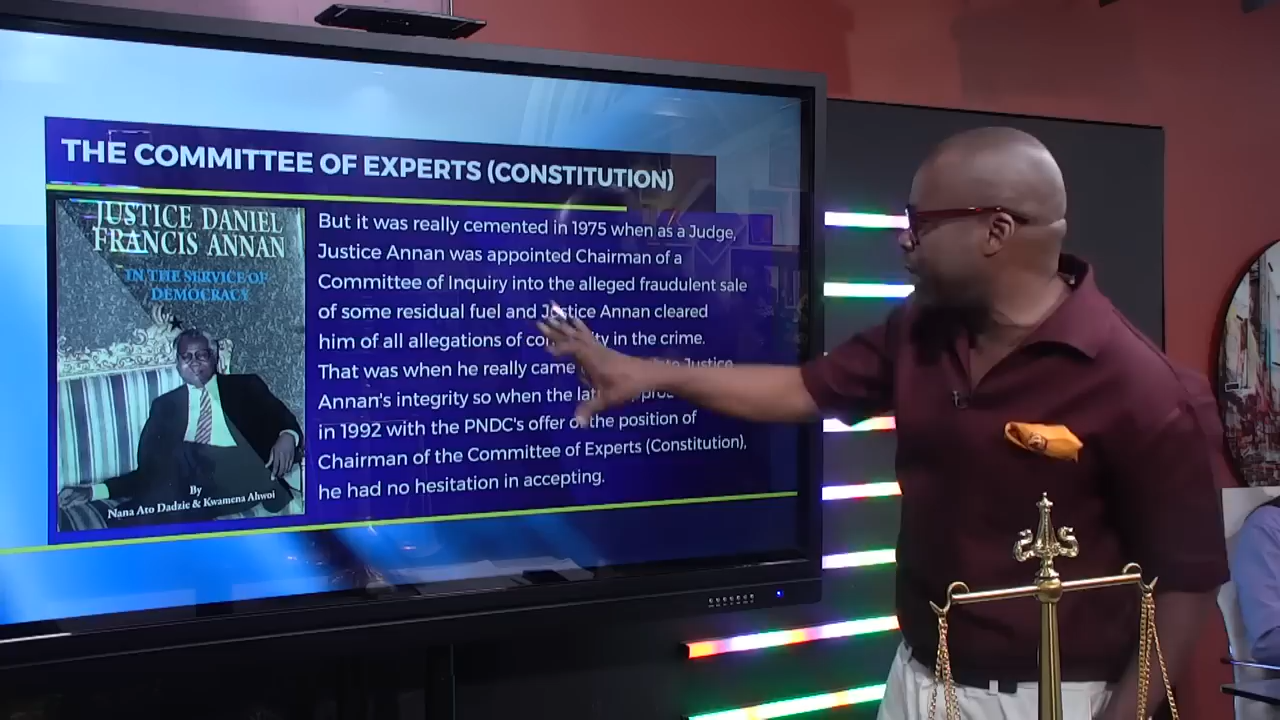 THE COMMITTEE OF EXPERTS (CONSTITUTION)
JUSTICE DANIEL
FRANCIS ANNAN
IN THE SERVICE OF
DEMOCRACY
By
Nana Ato Dadzie & Kwamena Ahwoi
But it was really cemented in 1975 when as a Judge,
Justice Annan was appointed Chairman of a
Committee of Inquiry into the alleged fraudulent sale
of some residual fuel and Justice Annan cleared
him of all allegations of in the crime.
That was when he really came Justice
Annan's integrity so when the
in 1992 with the PNDC's offer of the position of
Chairman of the Committee of Experts (Constitution),
he had no hesitation in accepting.